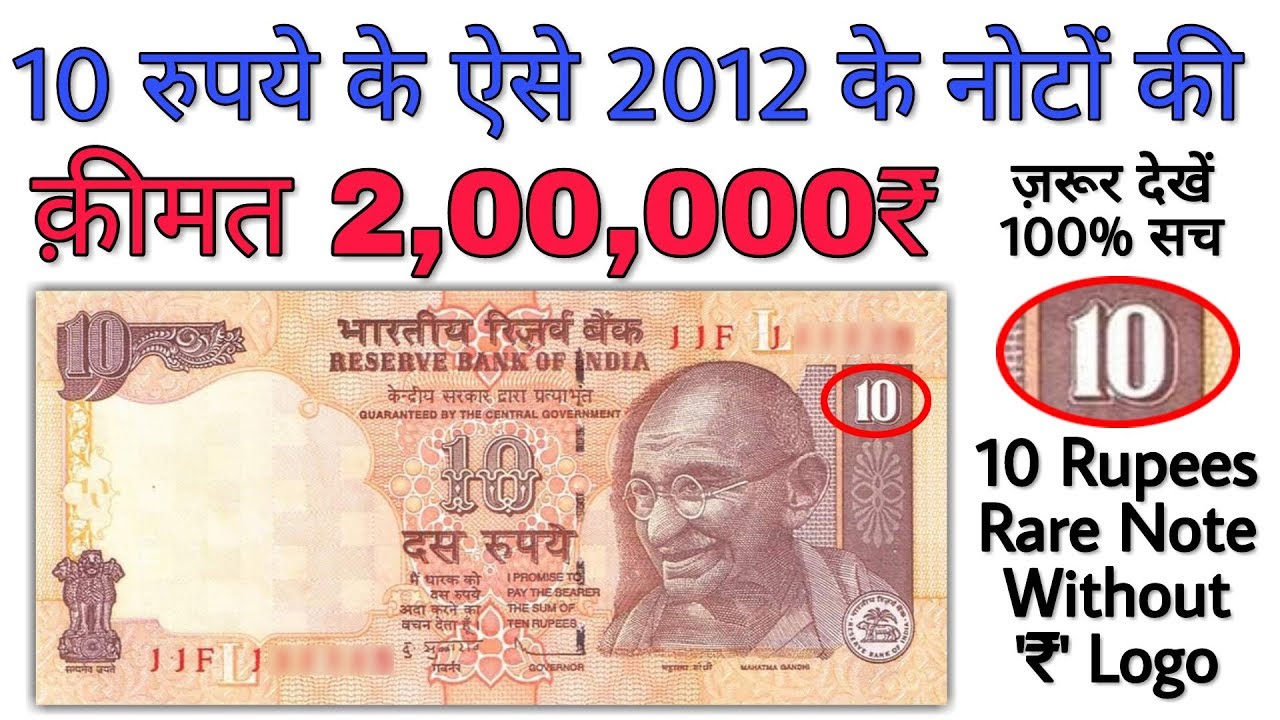 10 रुपये के ऐसे 2012 के नोटों की
क़ीमत 2,00,000₹
ज़रूर देखें
100% सच
10
10 Rupees
Rare Note
Without
'₹' Logo
10
भारतीय रिज़र्व बैंक
RESERVE BANK OF INDIA
केन्द्रीय सरकार द्वारा प्रत्याभूत
GUARANTEED BY THE CENTRAL GOVERNMENT
JJF L J
10
10
दस रुपये
मैं धारक को
दस रुपये
अदा करने का
वचन देता हूँ।
I PROMISE TO
PAY THE BEARER
THE SUM OF
TEN RUPEES
गवर्नर
GOVERNOR
सत्यमेव जयते
JJF L J
महात्मा गांधी
MAHATMA GANDHI
भारतीय रिज़र्व बैंक
RESERVE BANK OF INDIA